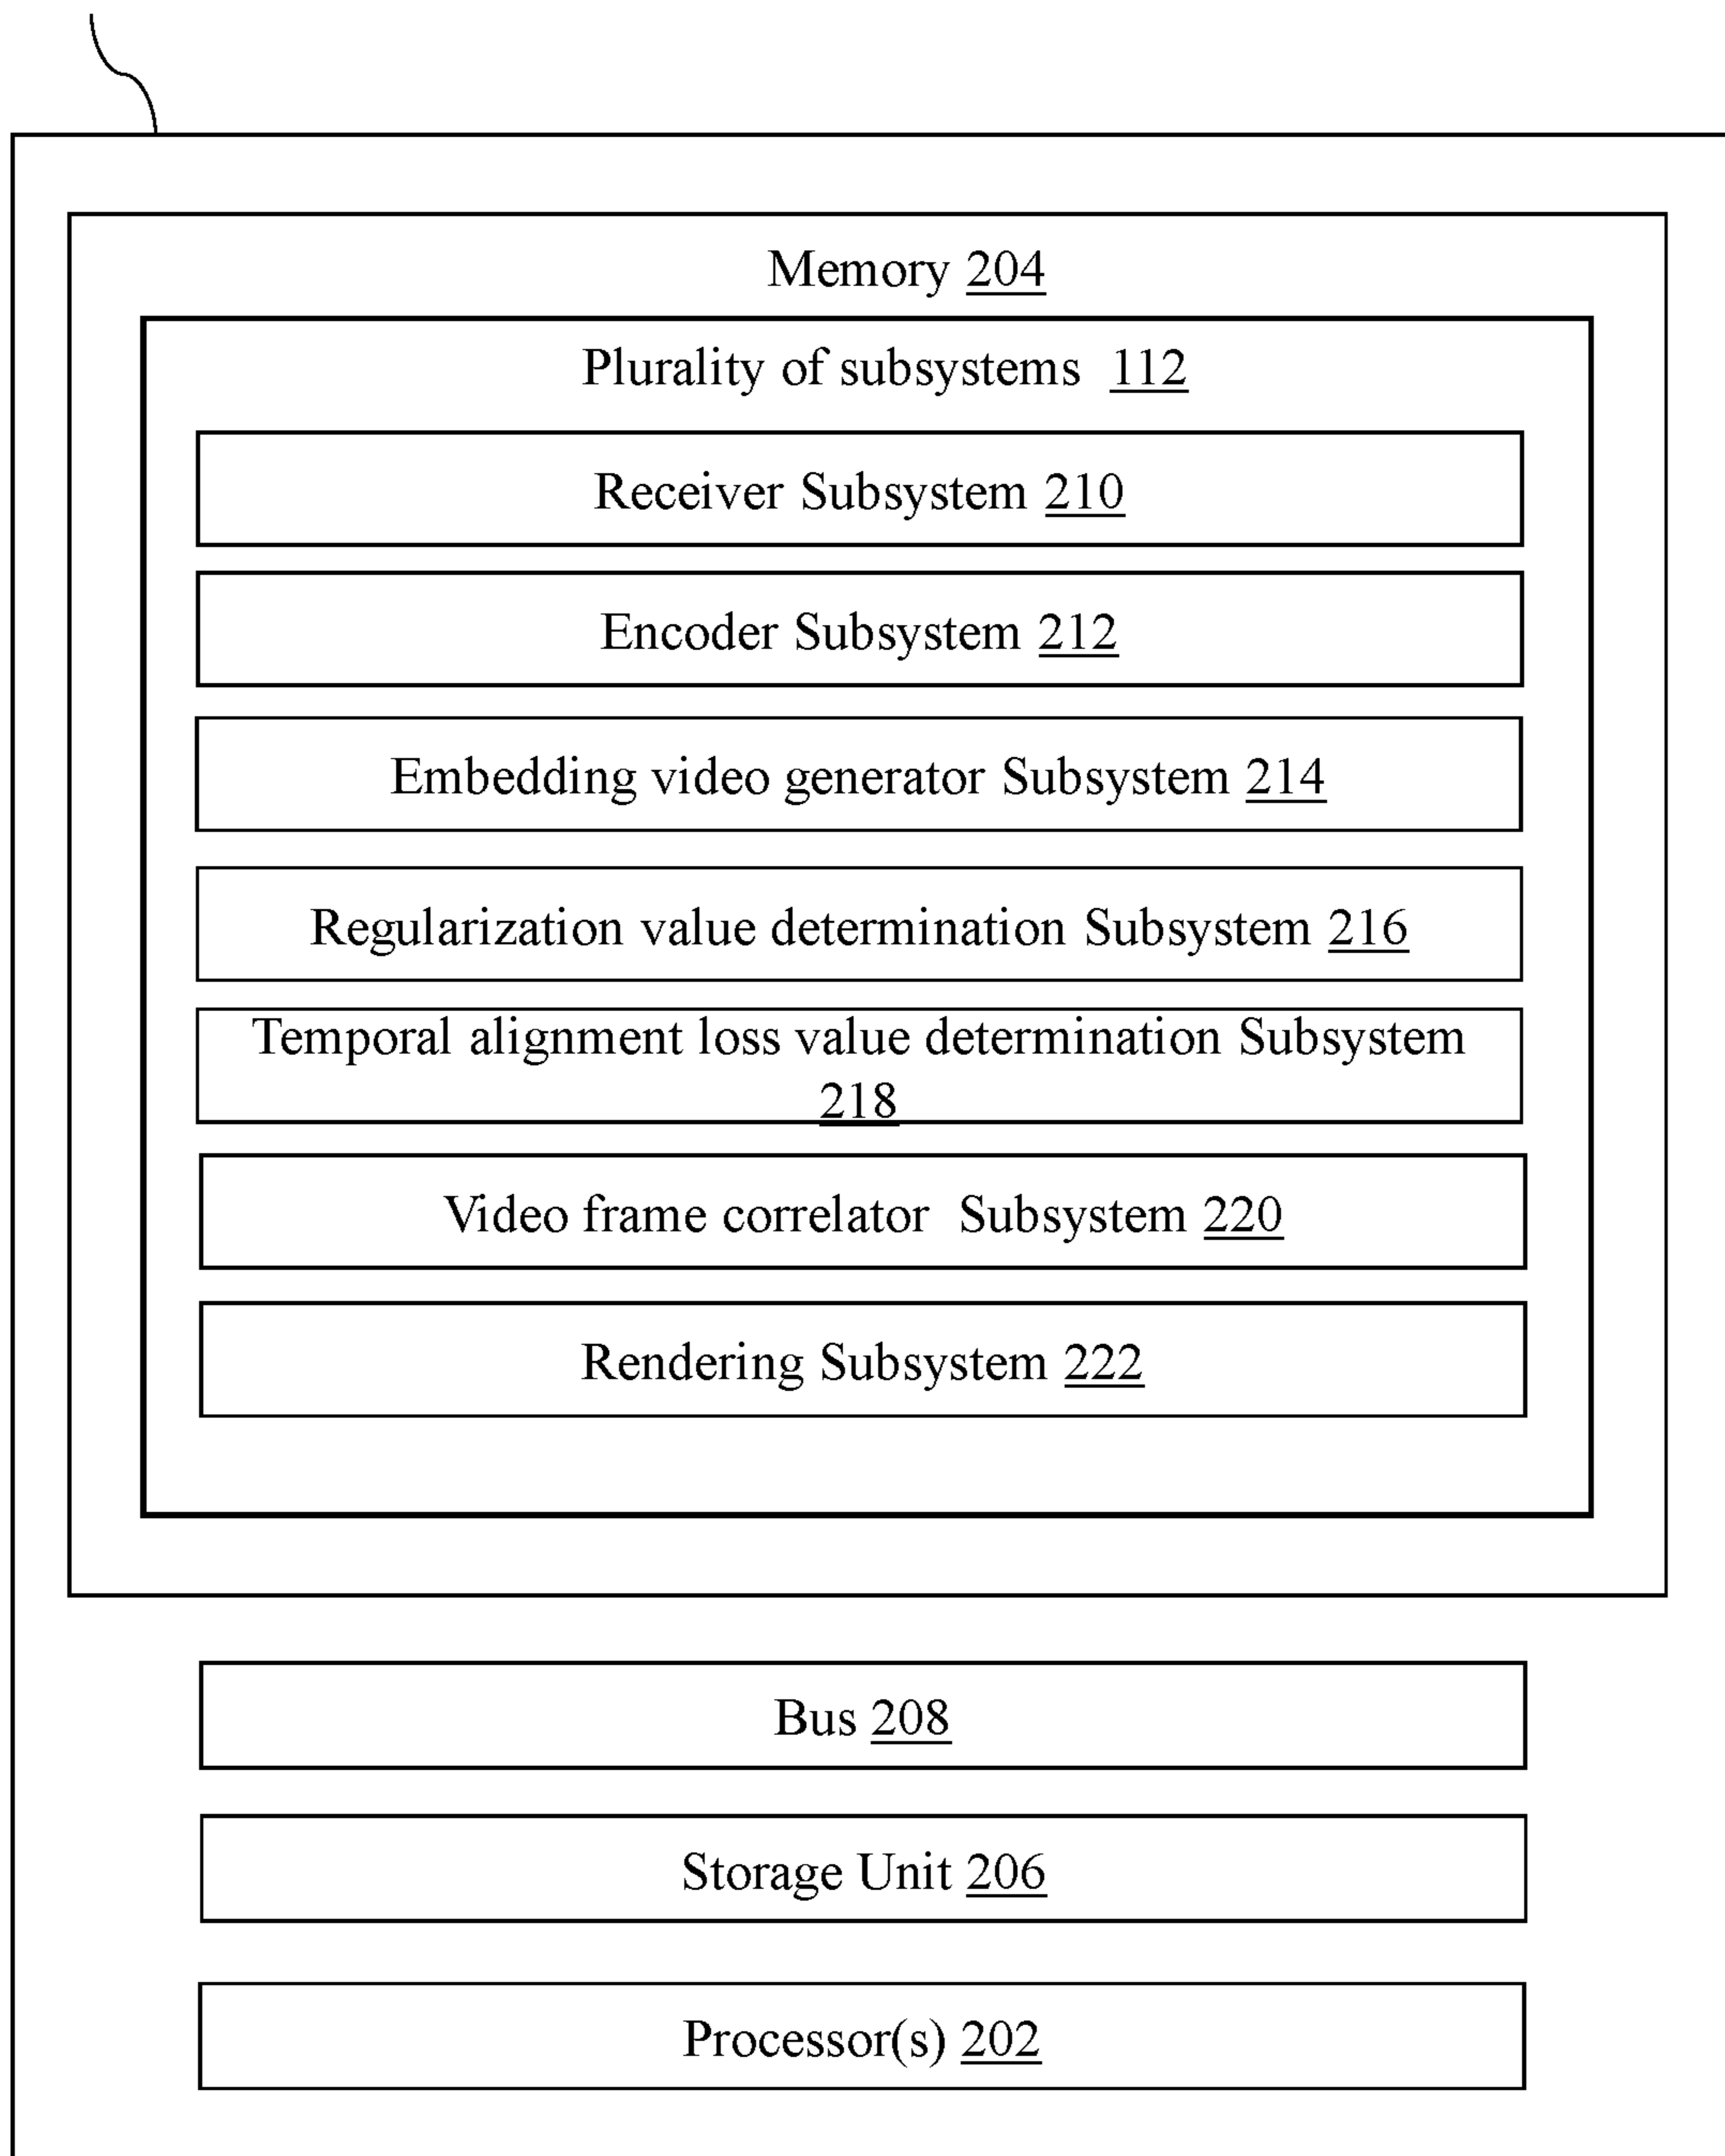 Memory 204
Plurality of subsystems 112
Receiver Subsystem 210
Encoder Subsystem 212
Embedding video generator Subsystem 214
Regularization value determination Subsystem 216
Temporal alignment loss value determination Subsystem
218
Video frame correlator Subsystem 220
Rendering Subsystem 222
Bus 208
Storage Unit 206
Processor(s) 202